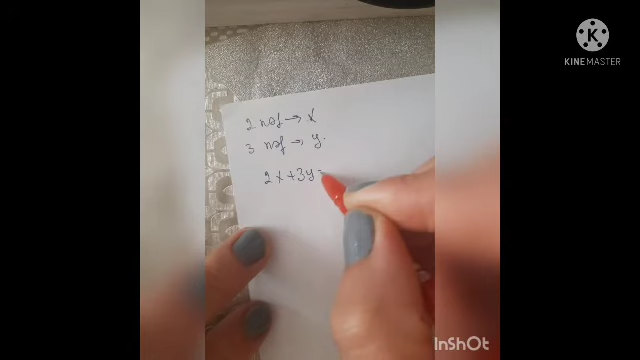 2 nəf → x
3 nəf → y.
2x+3y=
KINEMASTER
InShOt